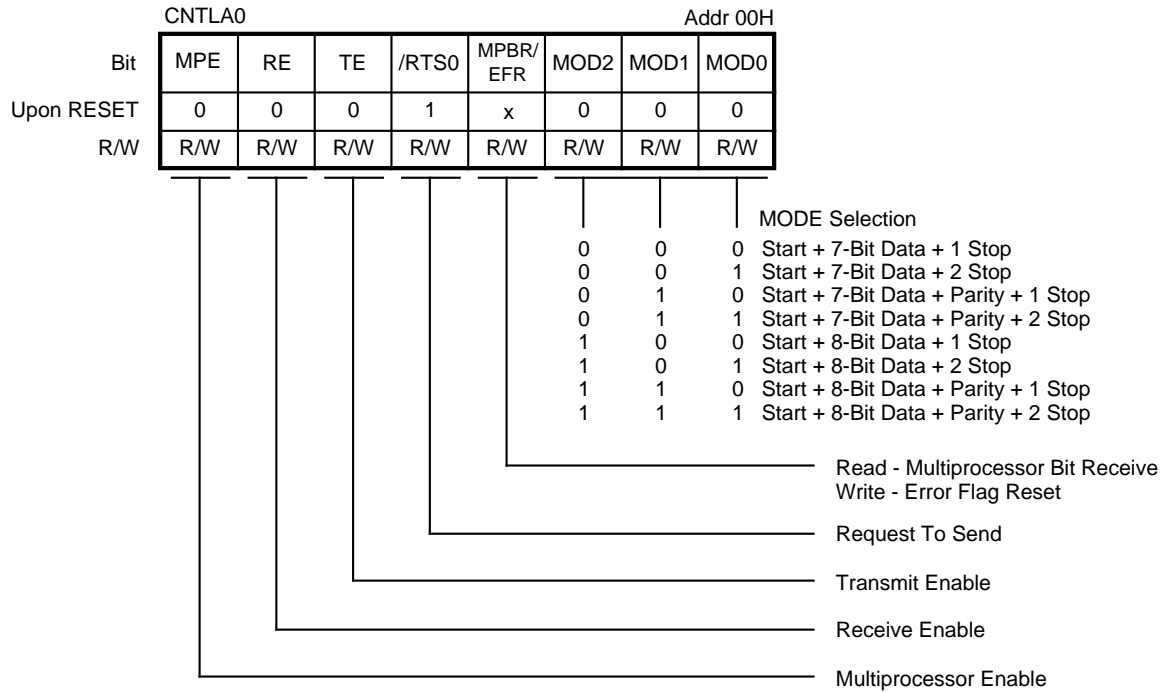 CNTLA0 Addr 00H
Bit MPE RE TE /RTS0 MPBR/ EFR MOD2 MOD1 MOD0
Upon RESET 0 0 0 1 x 0 0 0
R/W R/W R/W R/W R/W R/W R/W R/W R/W
MODE Selection
0 0 0 Start + 7-Bit Data + 1 Stop
0 0 1 Start + 7-Bit Data + 2 Stop
0 1 0 Start + 7-Bit Data + Parity + 1 Stop
0 1 1 Start + 7-Bit Data + Parity + 2 Stop
1 0 0 Start + 8-Bit Data + 1 Stop
1 0 1 Start + 8-Bit Data + 2 Stop
1 1 0 Start + 8-Bit Data + Parity + 1 Stop
1 1 1 Start + 8-Bit Data + Parity + 2 Stop
Read - Multiprocessor Bit Receive
Write - Error Flag Reset
Request To Send
Transmit Enable
Receive Enable
Multiprocessor Enable